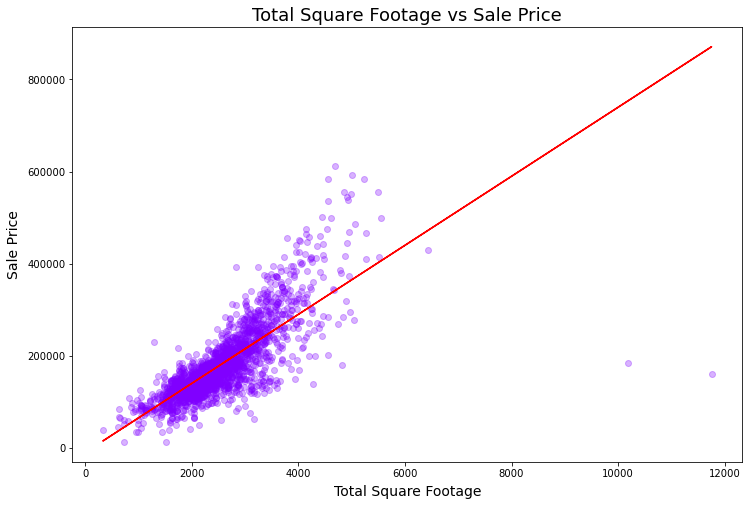 Total Square Footage vs Sale Price
Sale Price
800000
600000
400000
200000
0
0 2000 4000 6000 8000 10000 12000
Total Square Footage